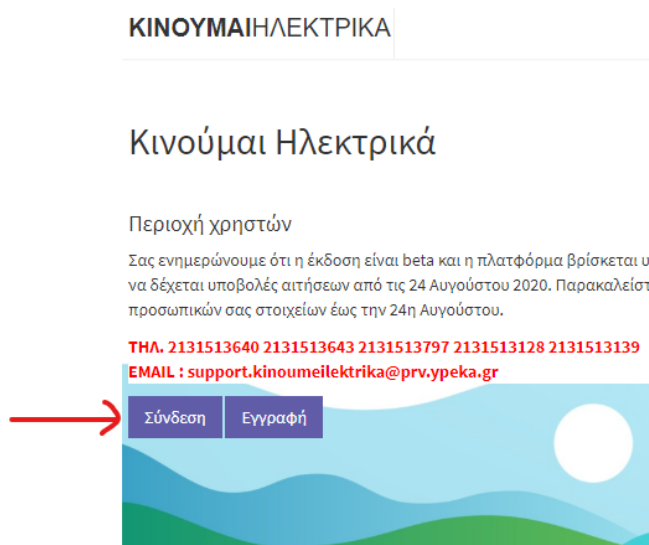 ΚΙΝΟΥΜΑΙΗΛΕΚΤΡΙΚΑ
Κινούμαι Ηλεκτρικά
Περιοχή χρηστών
Σας ενημερώνουμε ότι η έκδοση είναι beta και η πλατφόρμα βρίσκεται
να δέχεται υποβολές αιτήσεων από τις 24 Αυγούστου 2020.
προσωπικών σας στοιχείων έως την 24η Αυγούστου.
ΤΗΛ. 2131513640 2131513643 2131513797 2131513128 2131513139
EMAIL : support.kinoumeilektrika@prv.ypeka.gr
Σύνδεση Εγγραφή